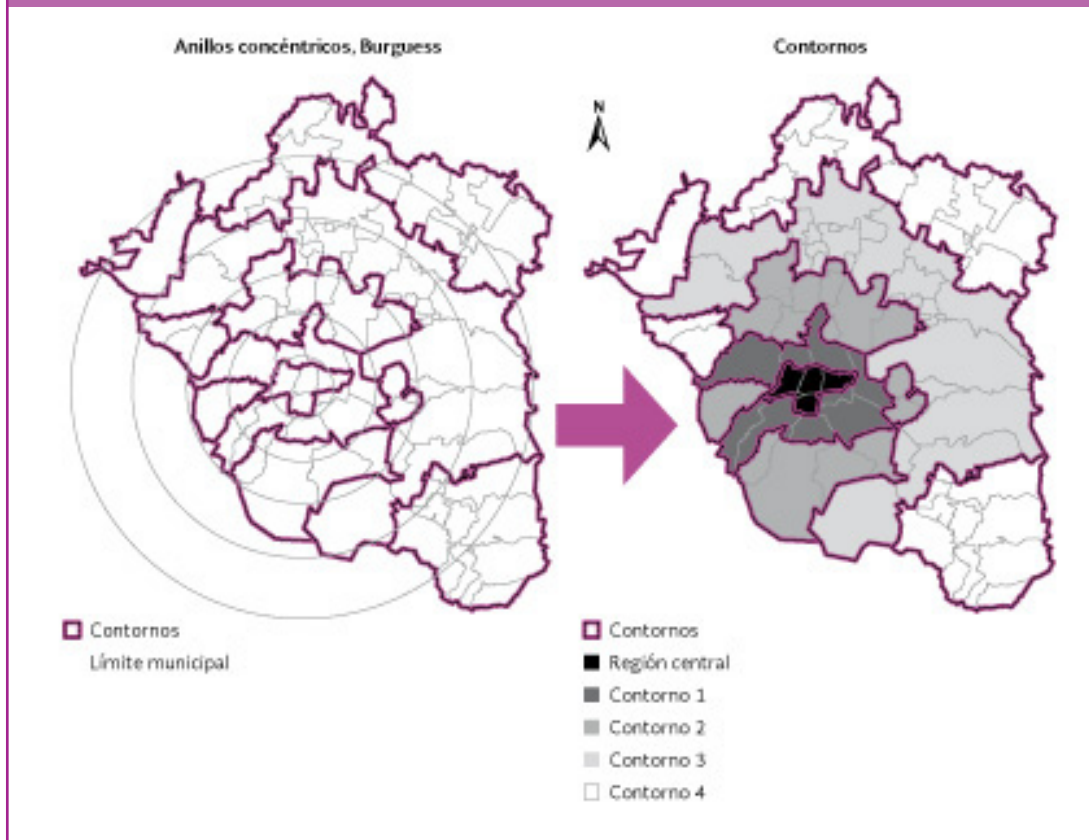 Anillos concéntricos, Burguess
Contornos
N
Contornos
Límite municipal
Contornos
Región central
Contorno 1
Contorno 2
Contorno 3
Contorno 4